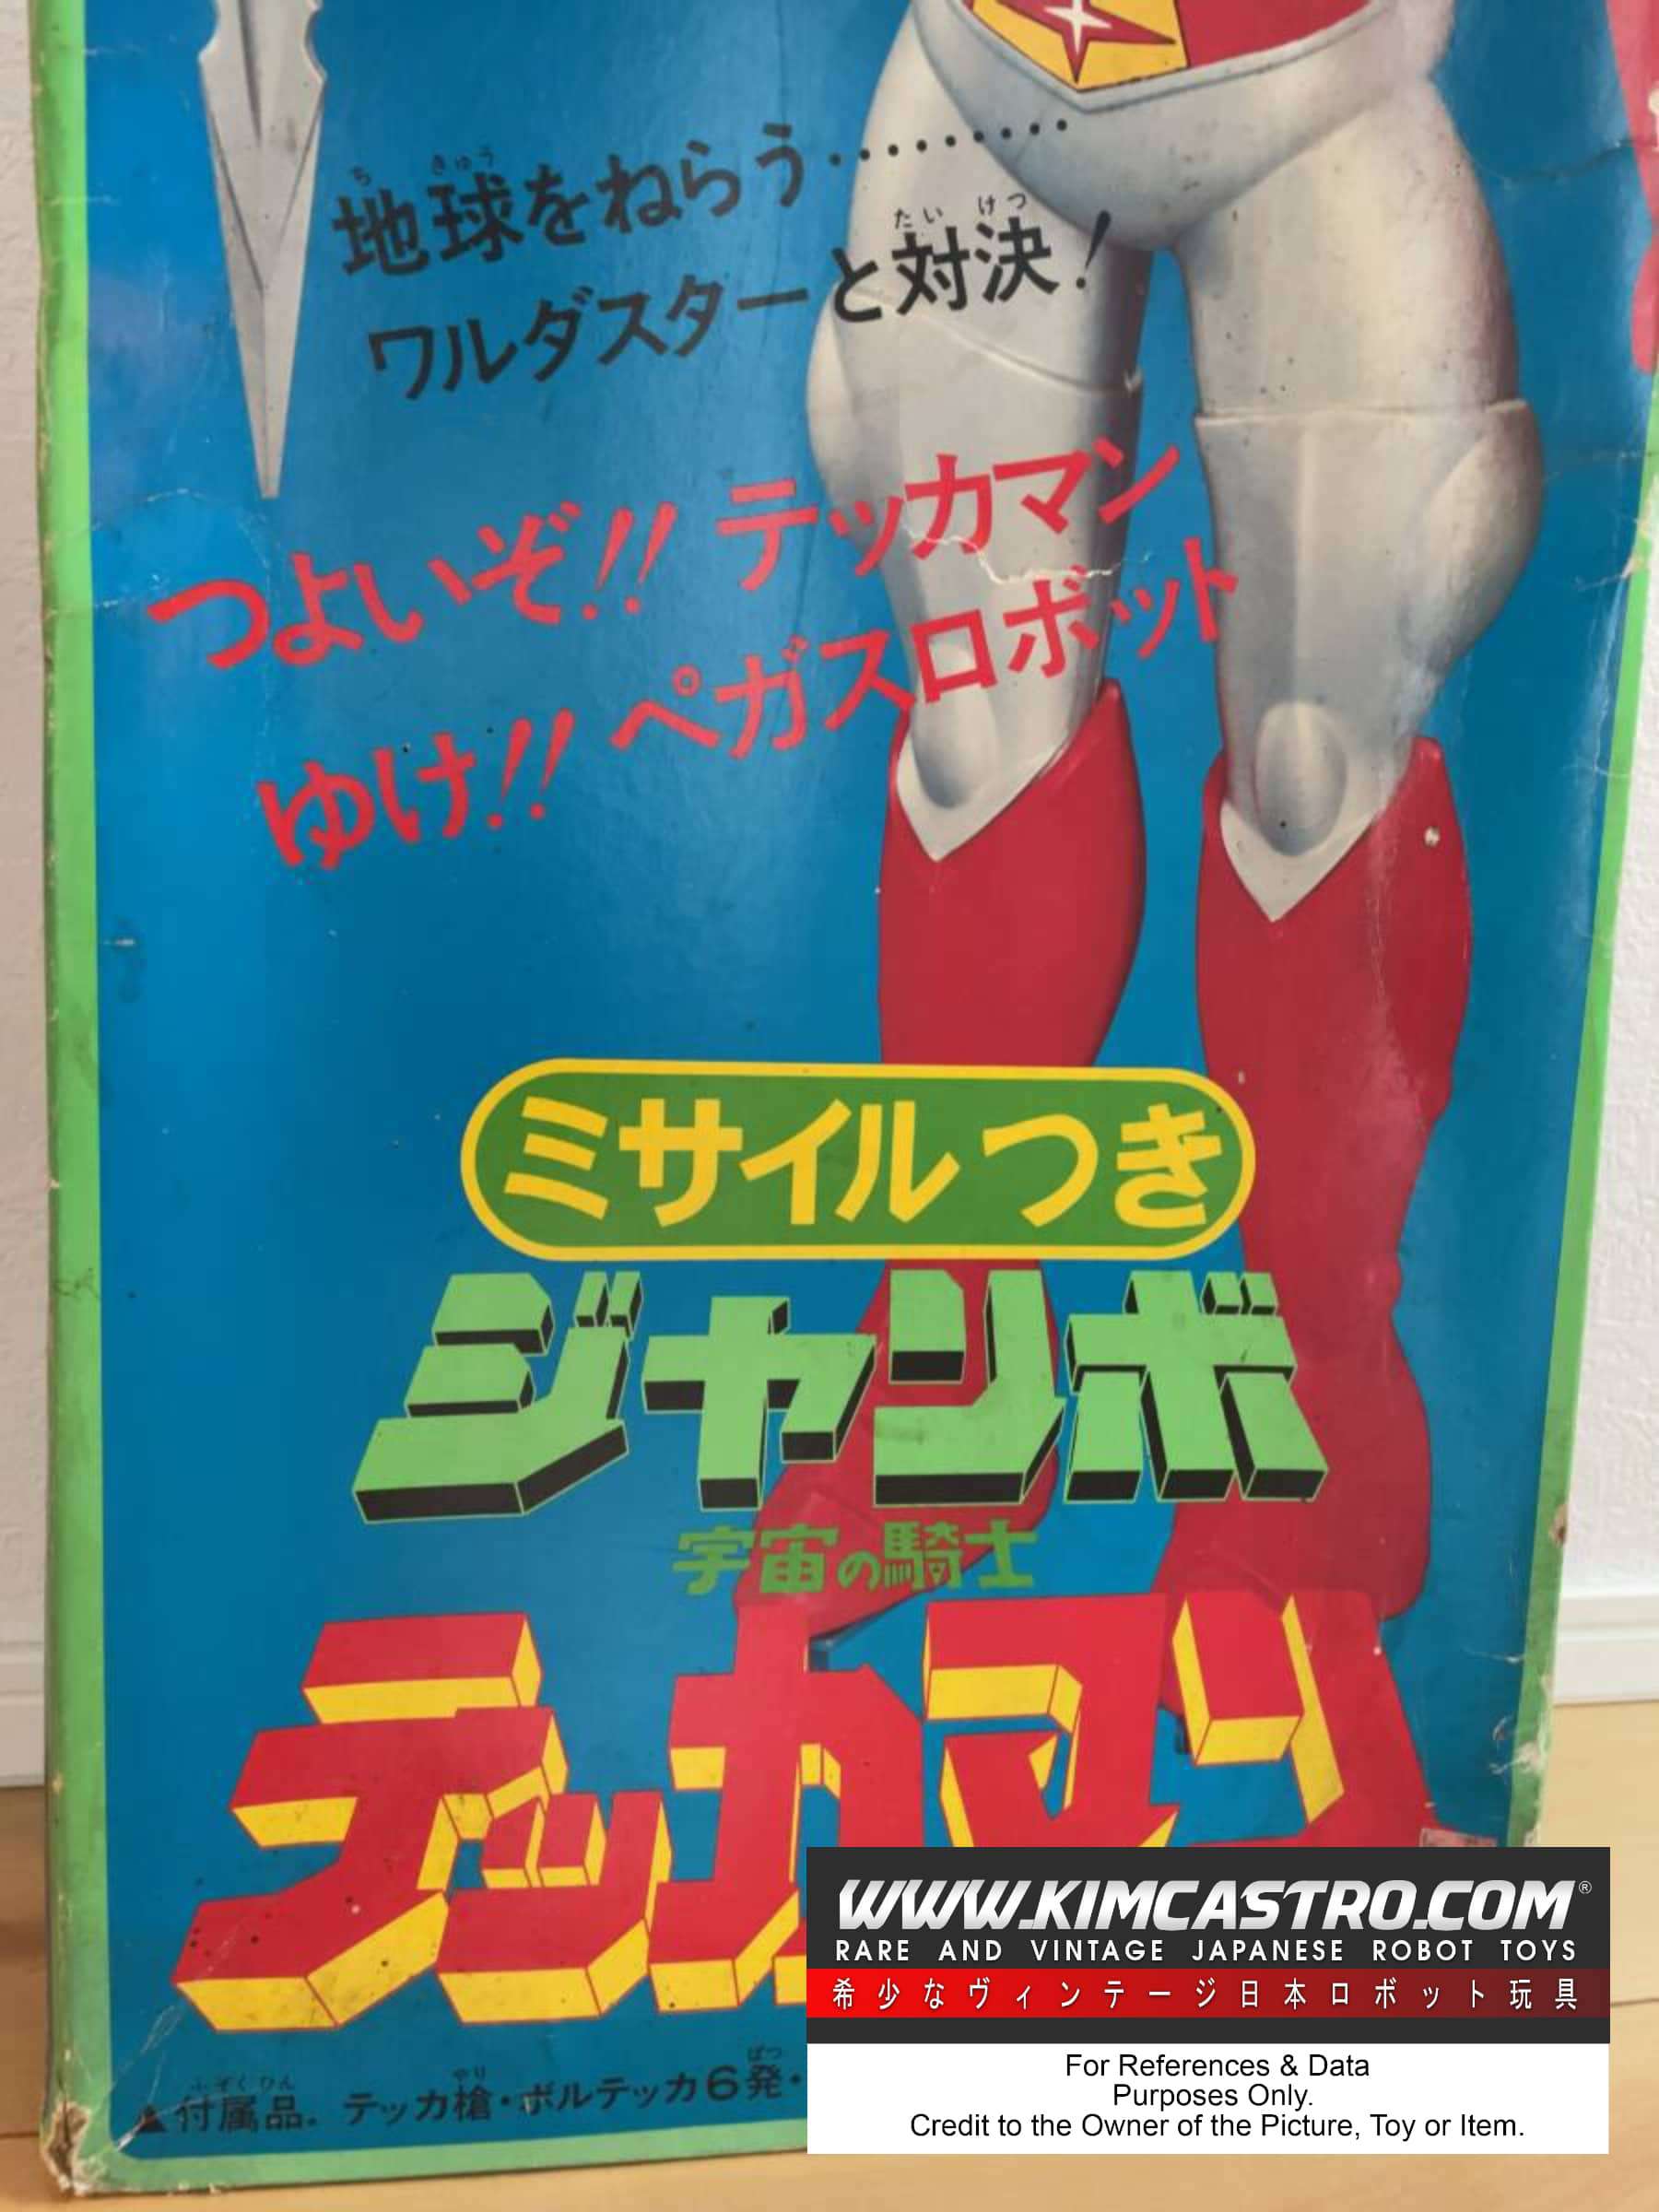 地球をねらう………
ワルダスターと対決!
つよいぞ!! テッカマン
ゆけ!! ペガスロボット
ミサイルつき
ジャンボ
宇宙の騎士
テッカマン
▲付属品。テッカ槍・ボルテッカ6発・
WWW.KIMCASTRO.COM®
RARE AND VINTAGE JAPANESE ROBOT TOYS
希少なヴィンテージ日本ロボット玩具
For References & Data
Purposes Only.
Credit to the Owner of the Picture, Toy or Item.